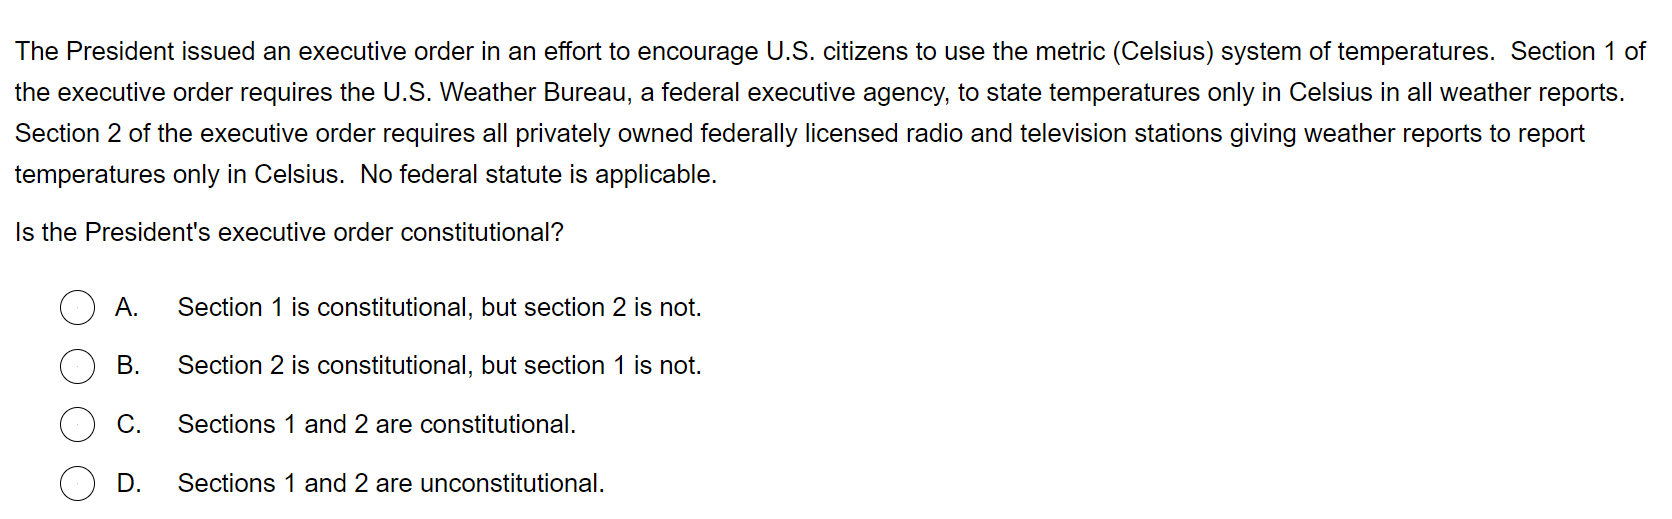 The President issued an executive order in an effort to encourage U.S. citizens to use the metric (Celsius) system of temperatures.  Section 1 of
the executive order requires the U.S. Weather Bureau, a federal executive agency, to state temperatures only in Celsius in all weather reports.
Section 2 of the executive order requires all privately owned federally licensed radio and television stations giving weather reports to report
temperatures only in Celsius.  No federal statute is applicable.
Is the President's executive order constitutional?
A. Section 1 is constitutional, but section 2 is not.
B. Section 2 is constitutional, but section 1 is not.
C. Sections 1 and 2 are constitutional.
D. Sections 1 and 2 are unconstitutional.